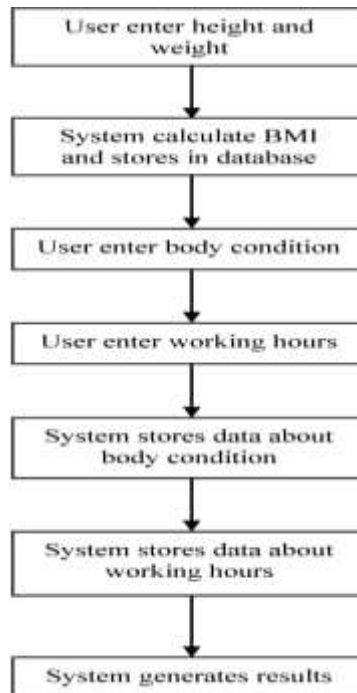 User enter height and
weight
System calculate BMI
and stores in database
User enter body condition
User enter working hours
System stores data about
body condition
System stores data about
working hours
System generates results